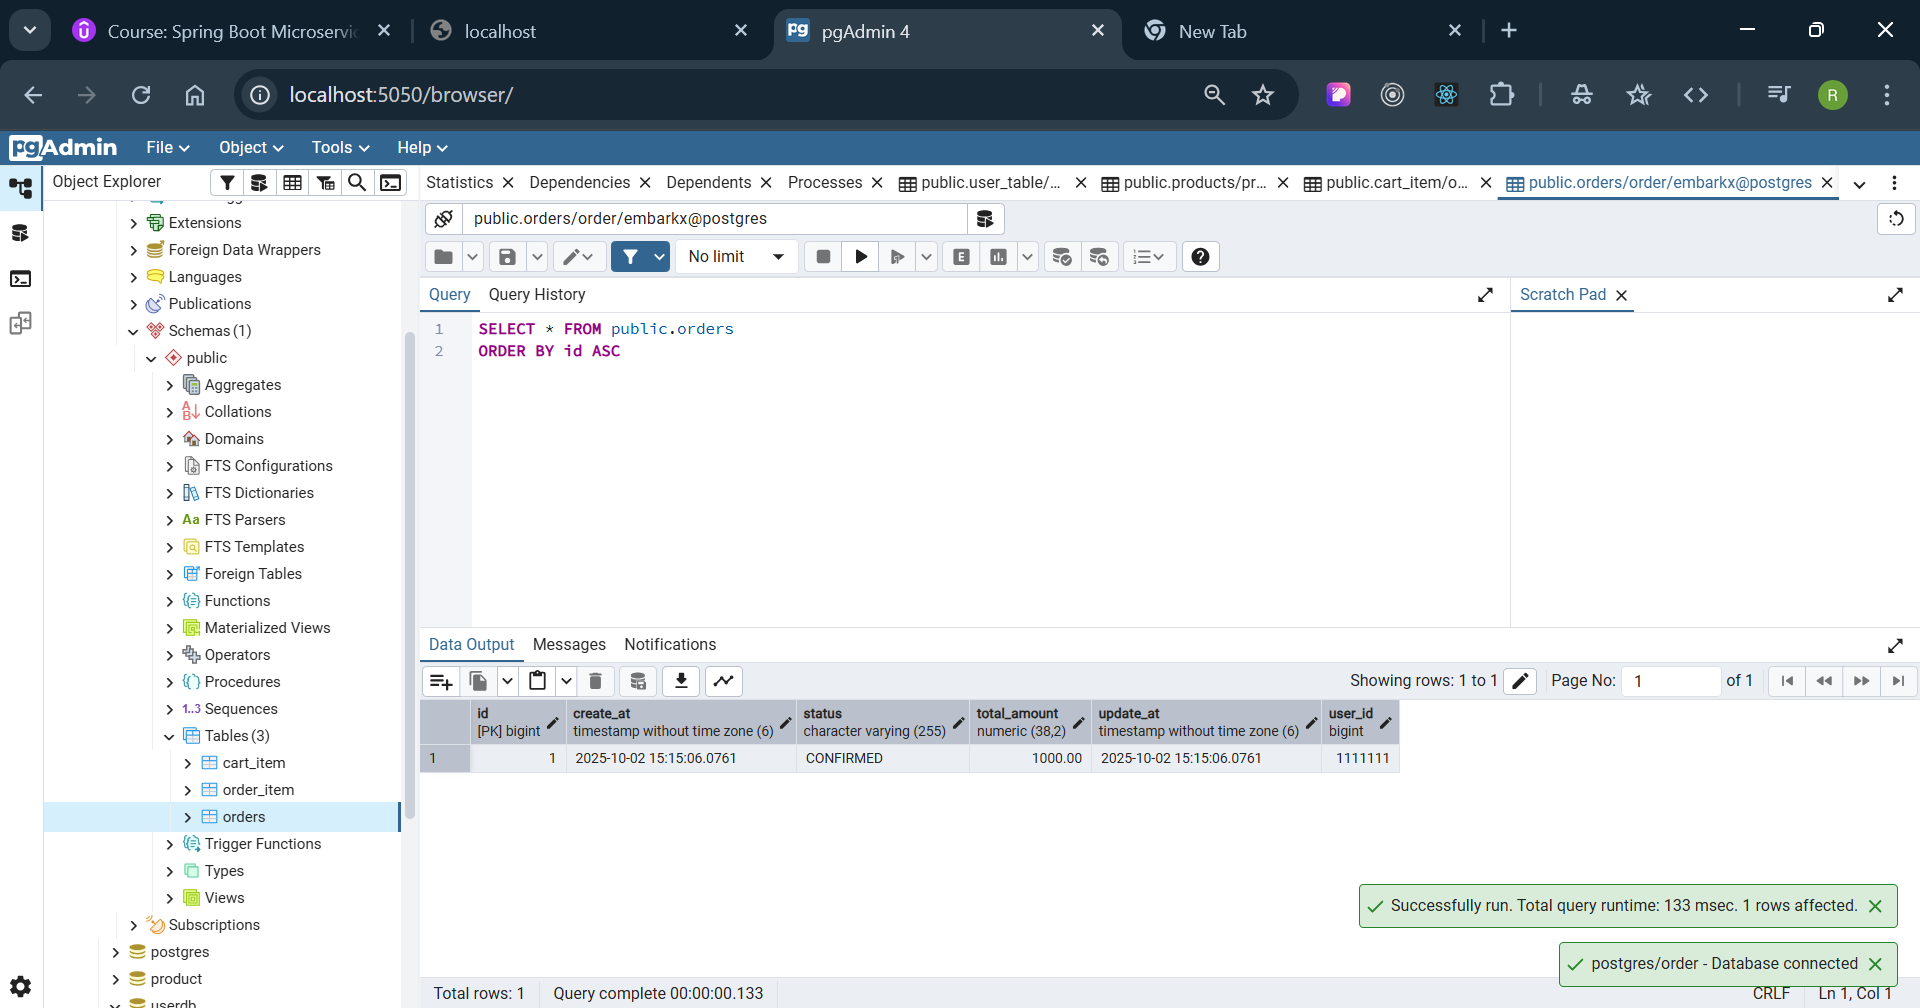 Course: Spring Boot Microservic
localhost
pgAdmin 4
New Tab
localhost:5050/browser/
R
pgAdmin
File
Object
Tools
Help
Object Explorer
Statistics
Dependencies
Dependents
Processes
public.user_table/...
public.products/pr...
public.cart_item/o...
public.orders/order/embarkx@postgres
Extensions
Foreign Data Wrappers
Languages
Publications
Schemas (1)
public
Aggregates
Collations
Domains
FTS Configurations
FTS Dictionaries
Aa FTS Parsers
FTS Templates
Foreign Tables
Functions
Materialized Views
Operators
Procedures
1..3 Sequences
Tables (3)
cart_item
order_item
orders
Trigger Functions
Types
Views
Subscriptions
postgres
product
userdb
public.orders/order/embarkx@postgres
No limit
E
Query
Query History
Scratch Pad
1 SELECT * FROM public.orders
2 ORDER BY id ASC
Data Output
Messages
Notifications
Showing rows: 1 to 1
Page No: 1 of 1
id
[PK] bigint
create_at
timestamp without time zone (6)
status
character varying (255)
total_amount
numeric (38,2)
update_at
timestamp without time zone (6)
user_id
bigint
1 1 2025-10-02 15:15:06.0761 CONFIRMED 1000.00 2025-10-02 15:15:06.0761 1111111
Successfully run. Total query runtime: 133 msec. 1 rows affected.
postgres/order - Database connected
Total rows: 1
Query complete 00:00:00.133
CRLF
Ln 1, Col 1